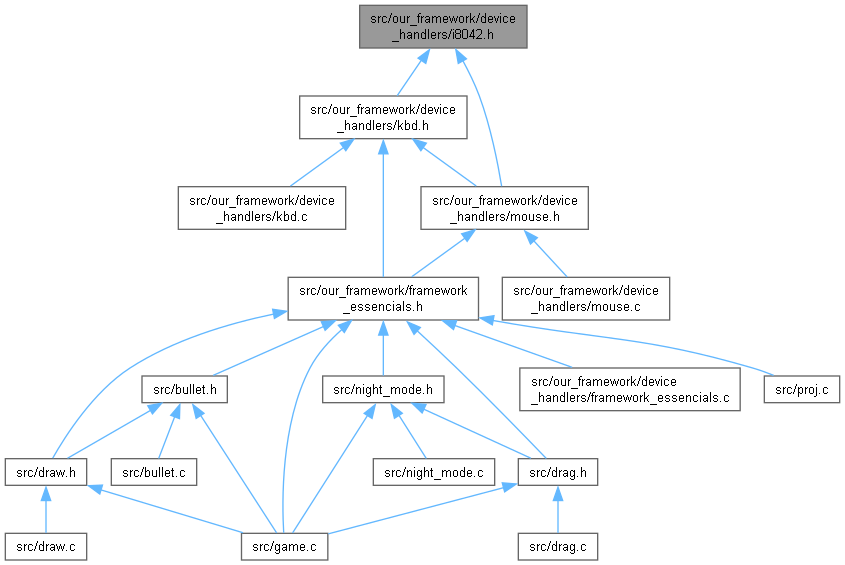 src/our_framework/device
_handlers/i8042.h
src/our_framework/device
_handlers/kbd.h
src/our_framework/device
_handlers/kbd.c
src/our_framework/device
_handlers/mouse.h
src/our_framework/framework
_essencials.h
src/our_framework/device
_handlers/mouse.c
src/bullet.h
src/night_mode.h
src/our_framework/device
_handlers/framework_essencials.c
src/proj.c
src/draw.h
src/bullet.c
src/night_mode.c
src/drag.h
src/draw.c
src/game.c
src/drag.c